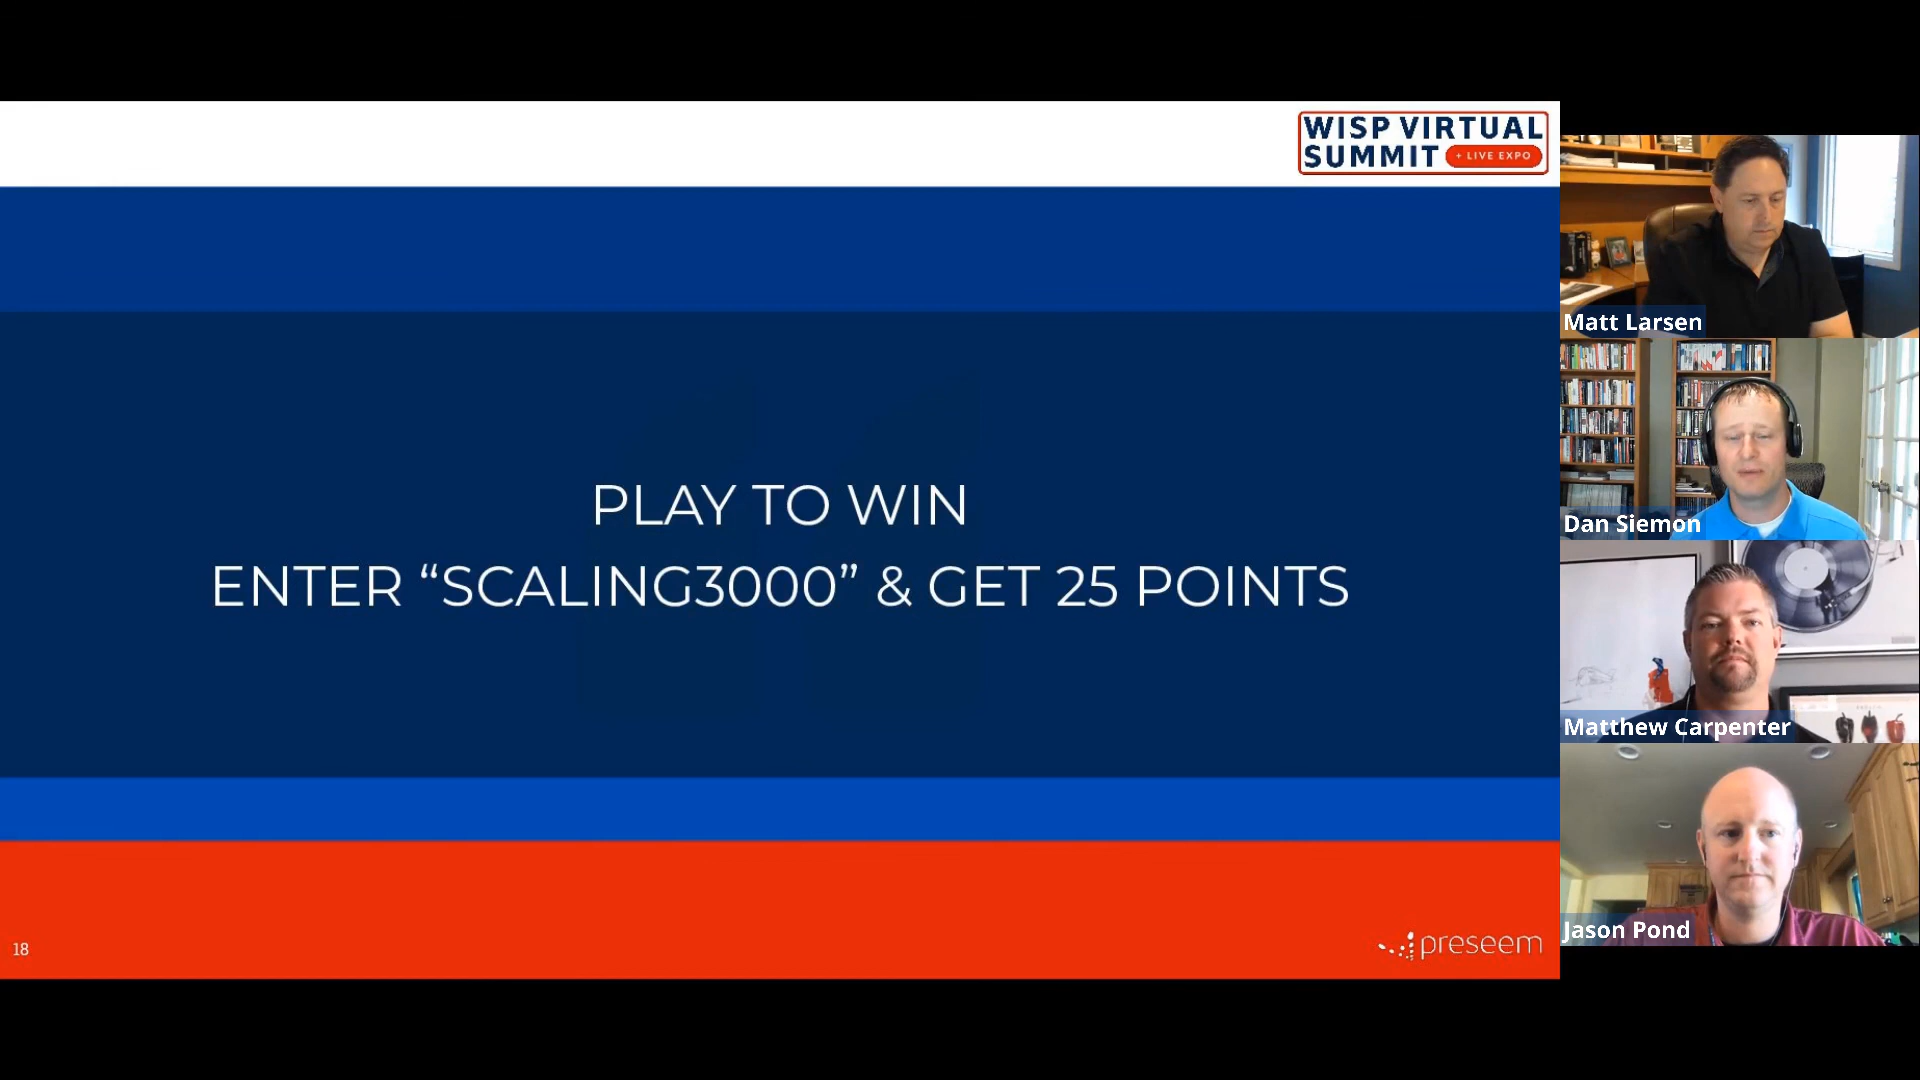 WISP VIRTUAL
SUMMIT + LIVE EXPO
PLAY TO WIN
ENTER “SCALING3000” & GET 25 POINTS
18
preseem
Matt Larsen
Dan Siemon
Matthew Carpenter
Jason Pond